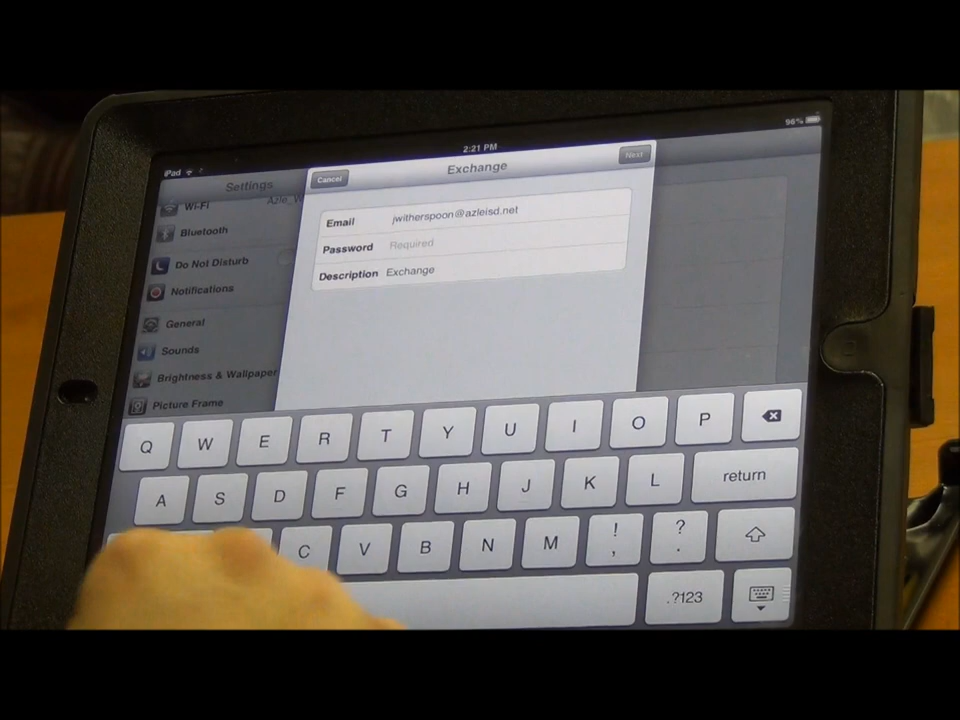 2:21 PM
96%
iPad
Settings
Cancel
Exchange
Next
Wi-Fi
Azle_W
Bluetooth
Do Not Disturb
Notifications
General
Sounds
Brightness & Wallpaper
Picture Frame
Email jwitherspoon@azleisd.net
Password Required
Description Exchange
Q W E R T Y U I O P
A S D F G H J K L return
C V B N M ! , ? .
.?123